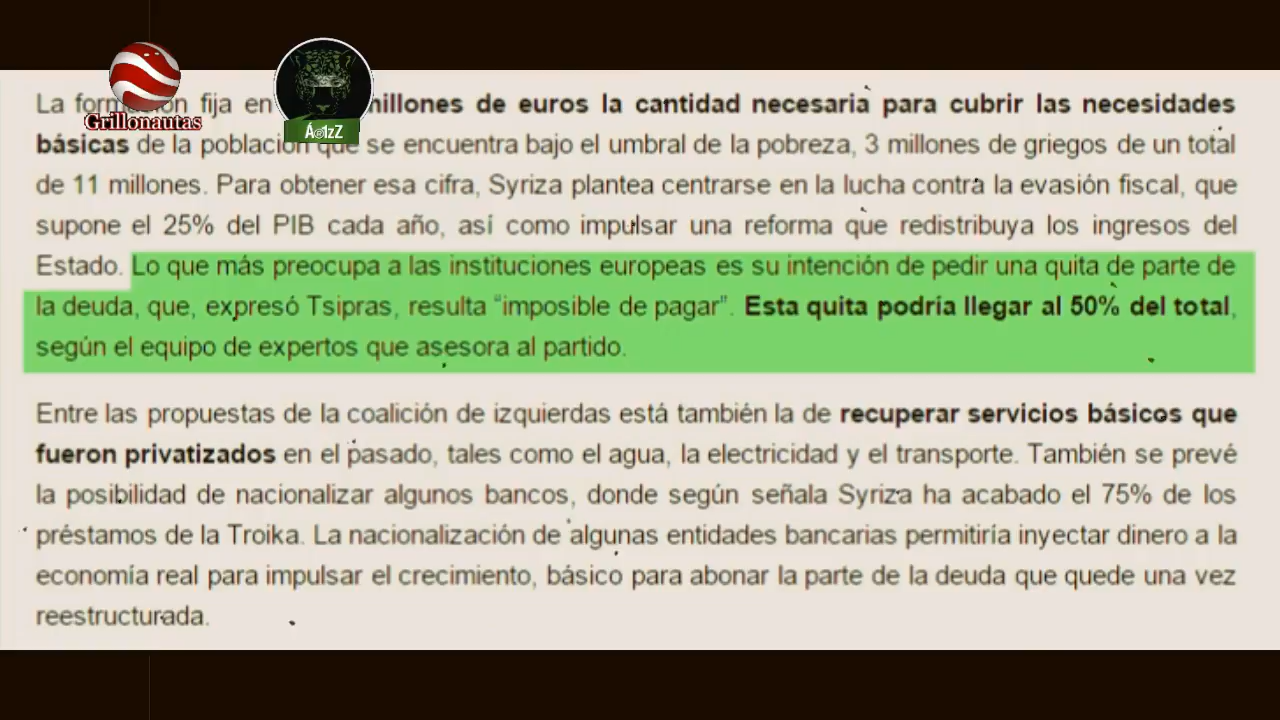 Grillonautas
Á@1zZ
La formación fija en millones de euros la cantidad necesaria para cubrir las necesidades
básicas de la población que se encuentra bajo el umbral de la pobreza, 3 millones de griegos de un total
de 11 millones. Para obtener esa cifra, Syriza plantea centrarse en la lucha contra la evasión fiscal, que
supone el 25% del PIB cada año, así como impulsar una reforma que redistribuya los ingresos del
Estado. Lo que más preocupa a las instituciones europeas es su intención de pedir una quita de parte de
la deuda, que, expresó Tsipras, resulta “imposible de pagar”. Esta quita podría llegar al 50% del total,
según el equipo de expertos que asesora al partido.
Entre las propuestas de la coalición de izquierdas está también la de recuperar servicios básicos que
fueron privatizados en el pasado, tales como el agua, la electricidad y el transporte. También se prevé
la posibilidad de nacionalizar algunos bancos, donde según señala Syriza ha acabado el 75% de los
préstamos de la Troika. La nacionalización de algunas entidades bancarias permitiría inyectar dinero a la
economía real para impulsar el crecimiento, básico para abonar la parte de la deuda que quede una vez
reestructurada.